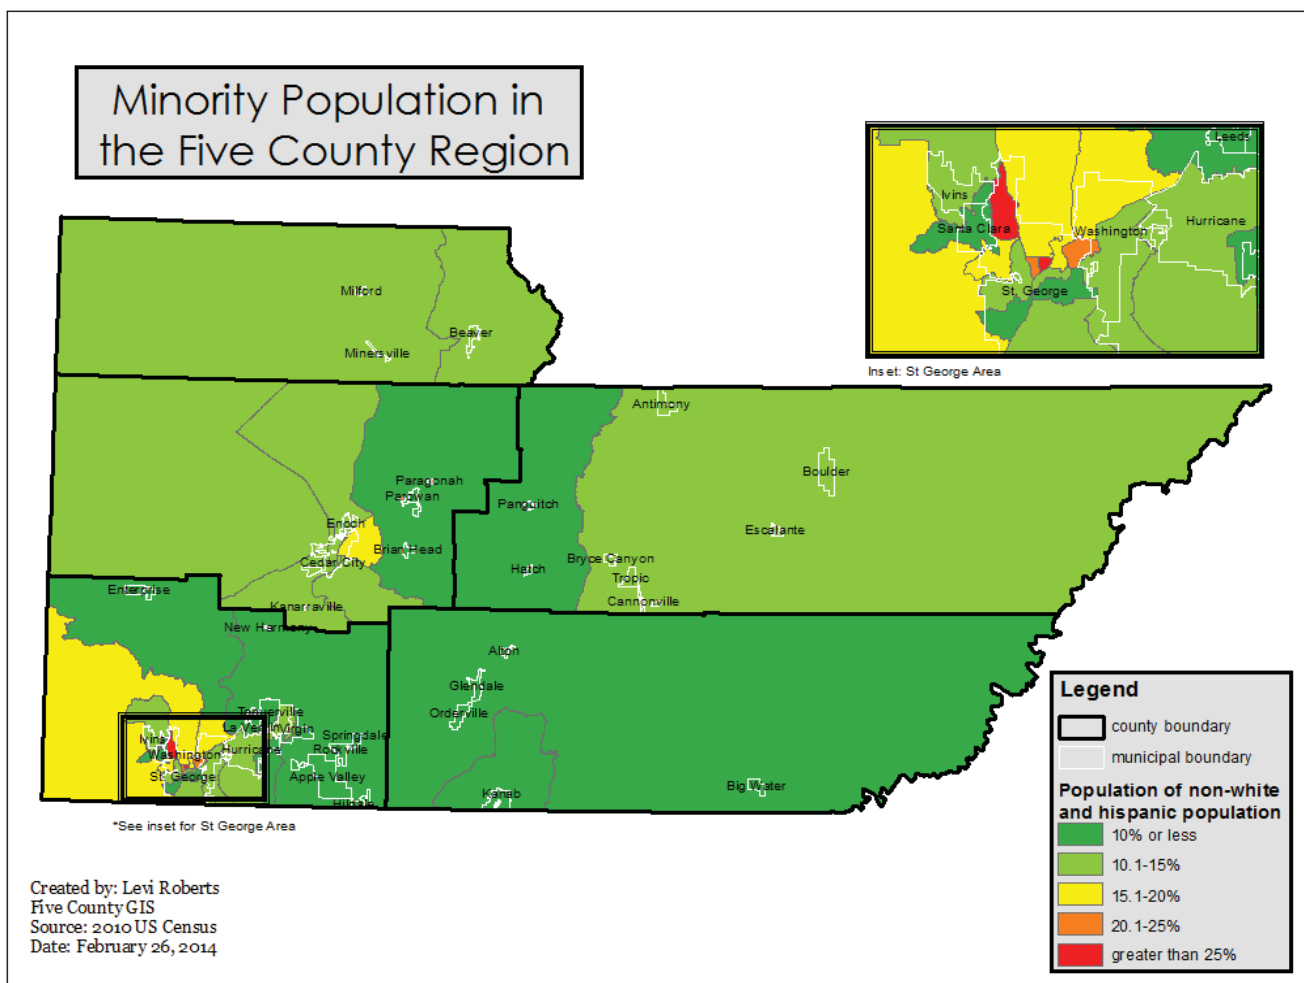 Minority Population in
the Five County Region
Leeds
Ivins
Hurricane
Santa Clara
Washington
St. George
Inset: St George Area
Milford
Beaver
Minersville
Antimony
Boulder
Paragonah
Parowan
Panguitch
Enoch
Escalante
Brian Head
Cedar City
Bryce Canyon
Hatch
Tropic
Enterprise
Cannonville
Kanarraville
New Harmony
Alton
Glendale
Orderville
Toquerville
La Verkin
Virgin
Springdale
Ivins
Washington
Hurricane
Rockville
St. George
Apple Valley
Hildale
Kanab
Big Water
*See inset for St George Area
Legend
county boundary
municipal boundary
Population of non-white
and hispanic population
10% or less
10.1-15%
15.1-20%
20.1-25%
greater than 25%
Created by: Levi Roberts
Five County GIS
Source: 2010 US Census
Date: February 26, 2014